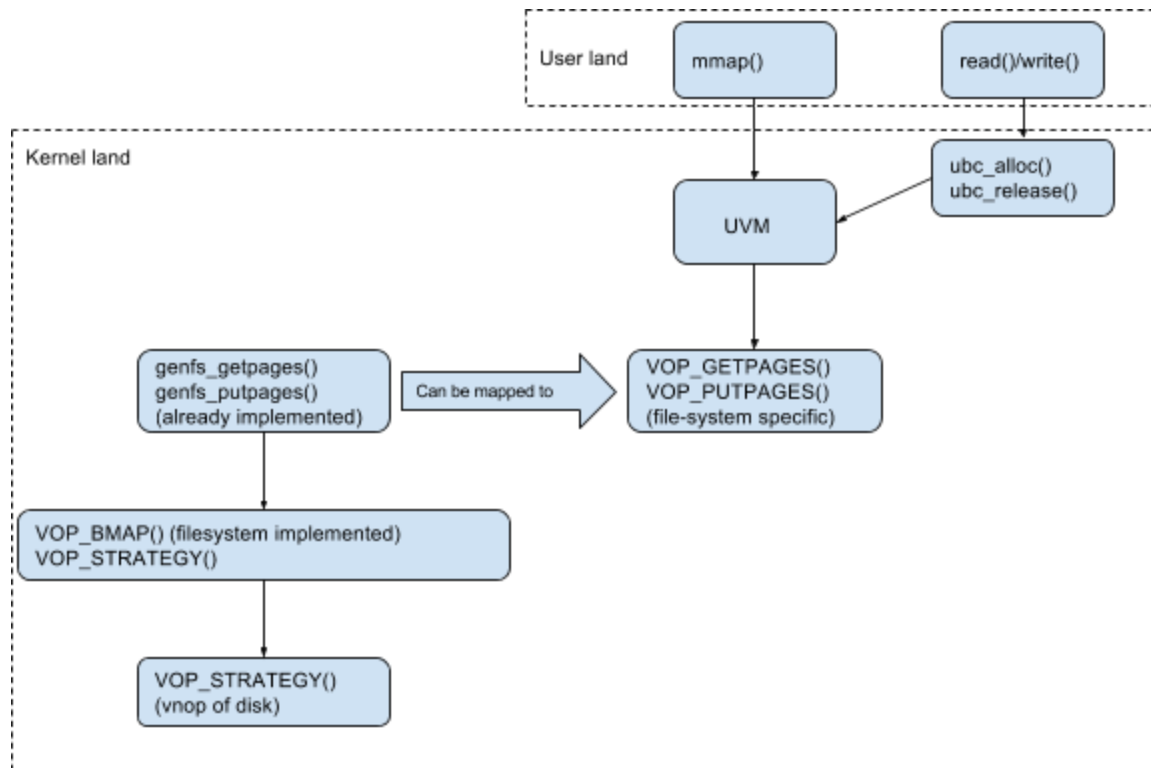 User land
mmap()
read()/write()
Kernel land
ubc_alloc()
ubc_release()
UVM
genfs_getpages()
genfs_putpages()
(already implemented)
Can be mapped to
VOP_GETPAGES()
VOP_PUTPAGES()
(file-system specific)
VOP_BMAP() (filesystem implemented)
VOP_STRATEGY()
VOP_STRATEGY()
(vnop of disk)